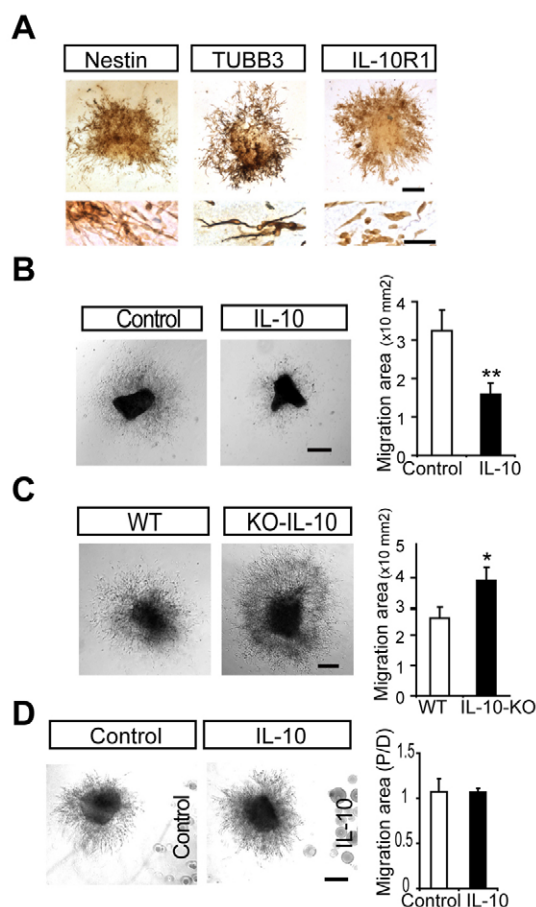 A
Nestin TUBB3 IL-10R1
B
Control IL-10
Migration area (x10 mm2)
4
3
2
1
0
**
Control IL-10
C
WT KO-IL-10
Migration area (x10 mm2)
5
4
3
2
1
0
*
WT IL-10-KO
D
Control IL-10
Control
IL-10
Migration area (P/D)
1.5
1
0.5
0
Control IL-10